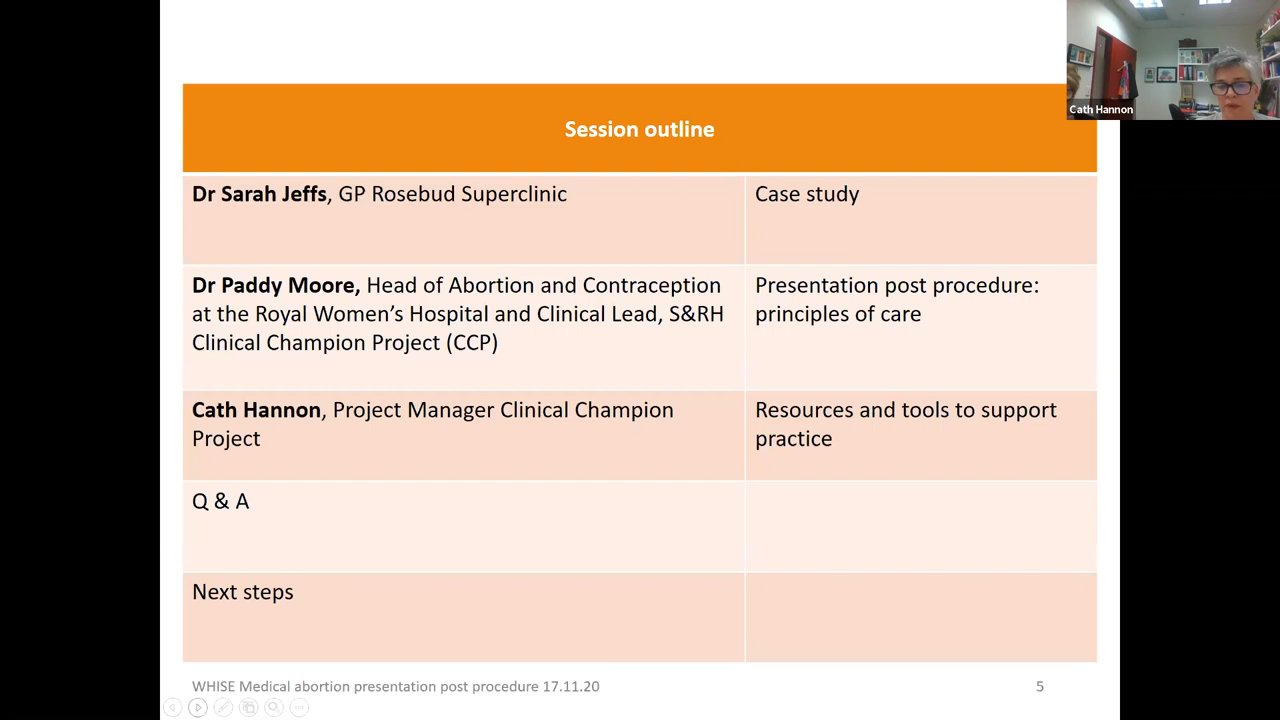 Cath Hannon
Session outline
Dr Sarah Jeffs, GP Rosebud Superclinic
Case study
Dr Paddy Moore, Head of Abortion and Contraception
at the Royal Women's Hospital and Clinical Lead, S&RH
Clinical Champion Project (CCP)
Presentation post procedure:
principles of care
Cath Hannon, Project Manager Clinical Champion
Project
Resources and tools to support
practice
Q & A
Next steps
WHISE Medical abortion presentation post procedure 17.11.20
5